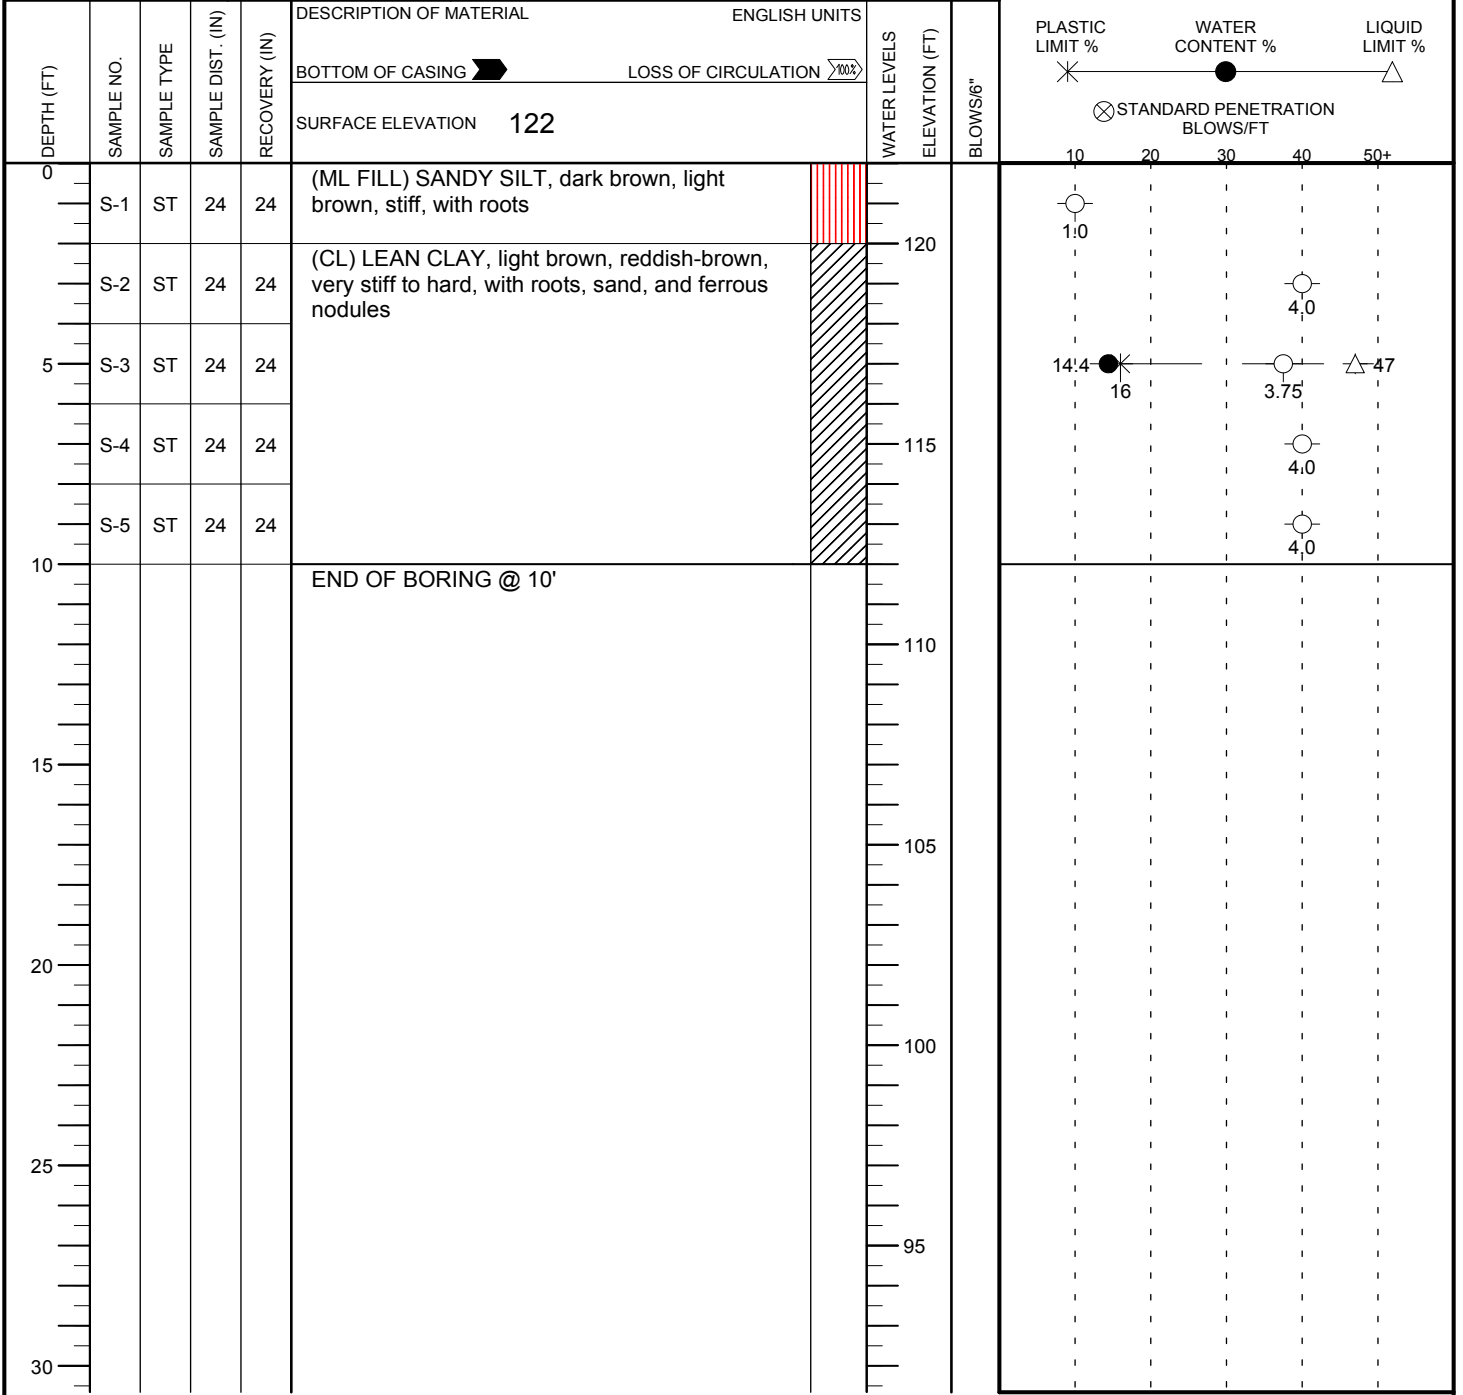 DEPTH (FT)
SAMPLE NO.
SAMPLE TYPE
SAMPLE DIST. (IN)
RECOVERY (IN)
DESCRIPTION OF MATERIAL ENGLISH UNITS
BOTTOM OF CASING LOSS OF CIRCULATION 100%
SURFACE ELEVATION 122
WATER LEVELS
ELEVATION (FT)
BLOWS/6"
PLASTIC LIMIT %
WATER CONTENT %
LIQUID LIMIT %
STANDARD PENETRATION
BLOWS/FT
10 20 30 40 50+
0
(ML FILL) SANDY SILT, dark brown, light
brown, stiff, with roots
S-1 ST 24 24
1.0
120
(CL) LEAN CLAY, light brown, reddish-brown,
very stiff to hard, with roots, sand, and ferrous
nodules
S-2 ST 24 24
4.0
5 S-3 ST 24 24
14.4 47
16 3.75
S-4 ST 24 24 115
4.0
S-5 ST 24 24
4.0
10
END OF BORING @ 10'
110
15
105
20
100
25
95
30